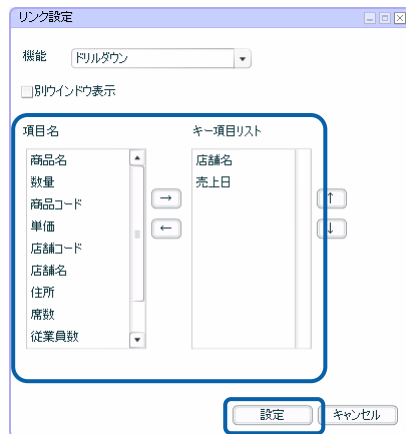 リンク設定
機能 ドリルダウン
別ウインドウ表示
項目名 キー項目リスト
商品名 店舗名
数量 売上日
商品コード → ↑
単価 ← ↓
店舗コード
店舗名
住所
席数
従業員数
設定 キャンセル